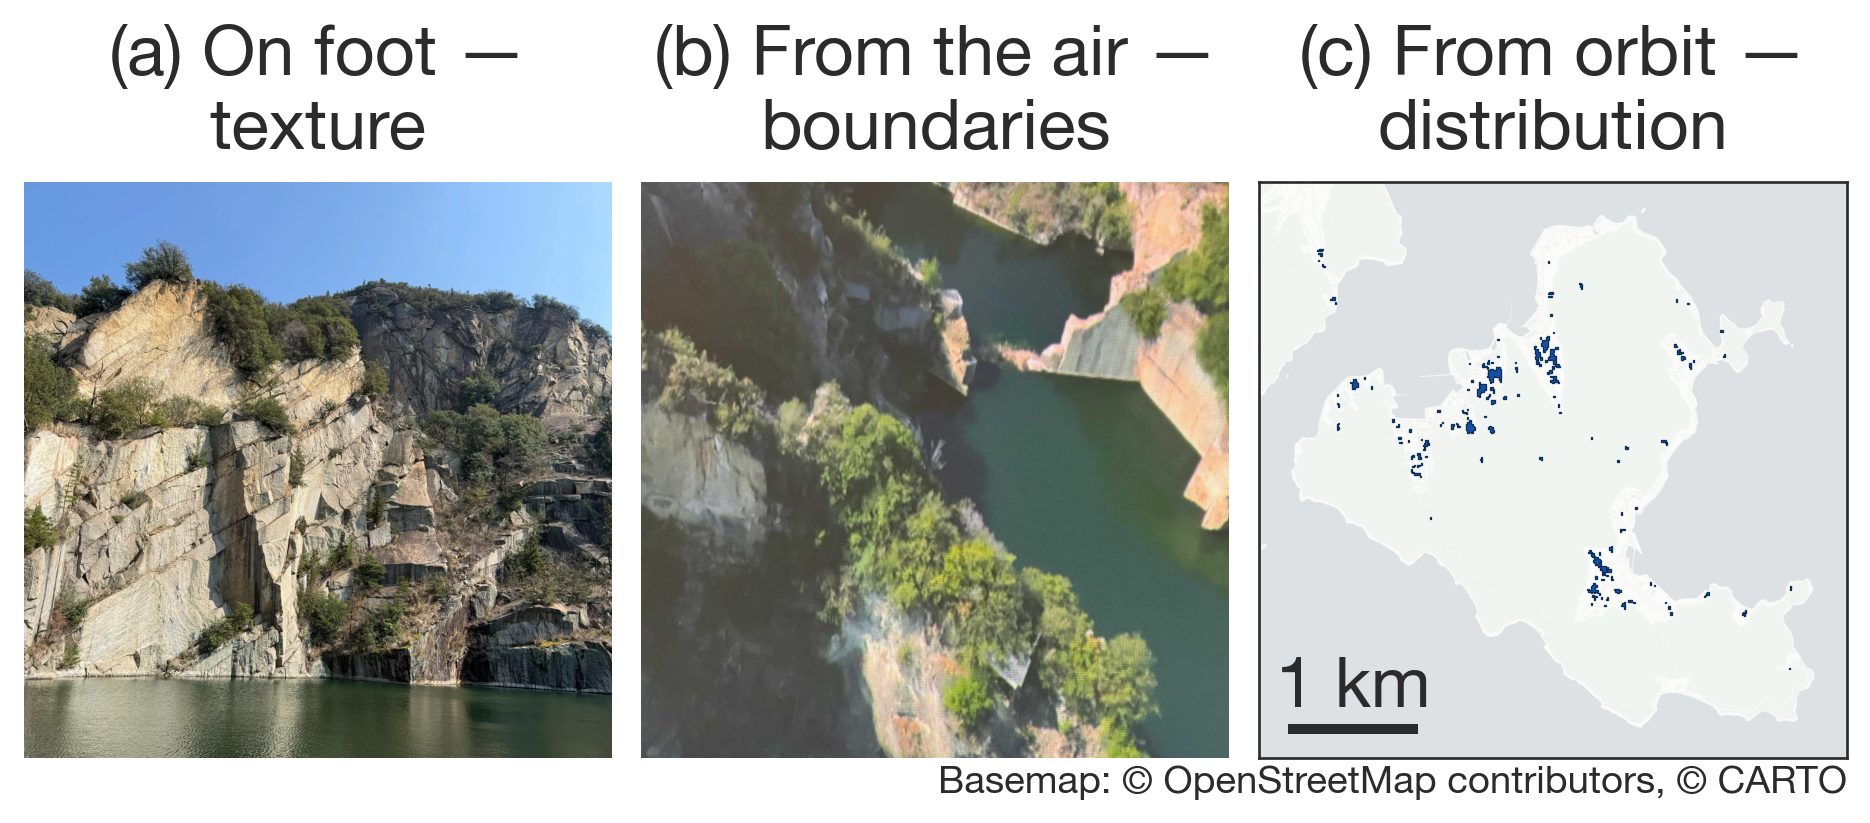 (a) On foot —
texture
(b) From the air —
boundaries
(c) From orbit —
distribution
1 km
Basemap: © OpenStreetMap contributors, © CARTO